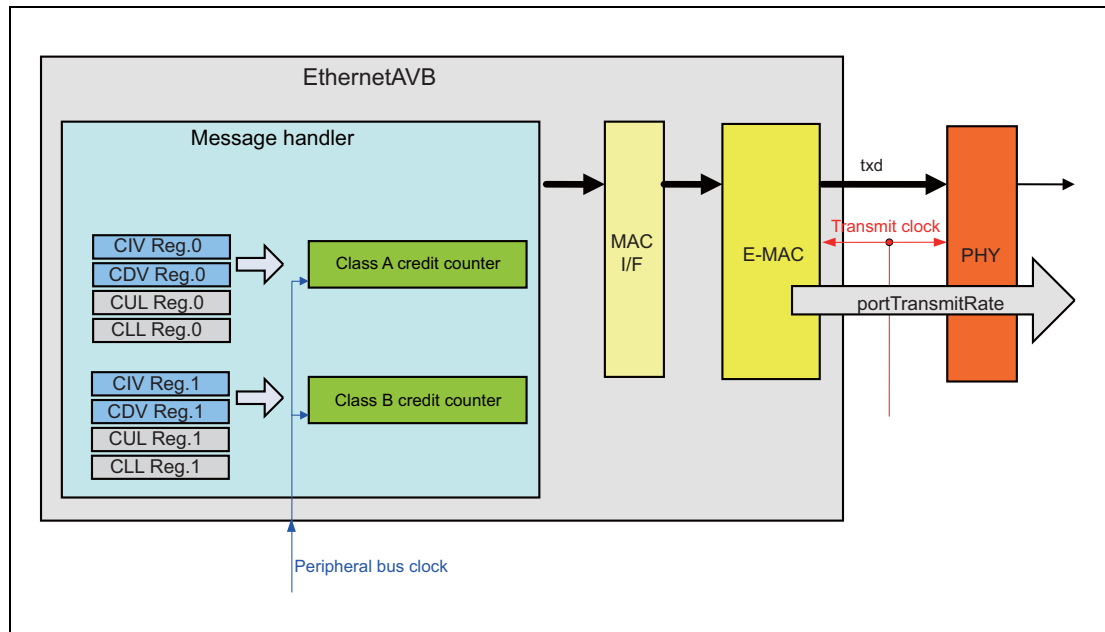 EthernetAVB
Message handler
CIV Reg.0
CDV Reg.0
CUL Reg.0
CLL Reg.0
Class A credit counter
CIV Reg.1
CDV Reg.1
CUL Reg.1
CLL Reg.1
Class B credit counter
MAC
I/F
E-MAC
txd
Transmit clock
PHY
portTransmitRate
Peripheral bus clock